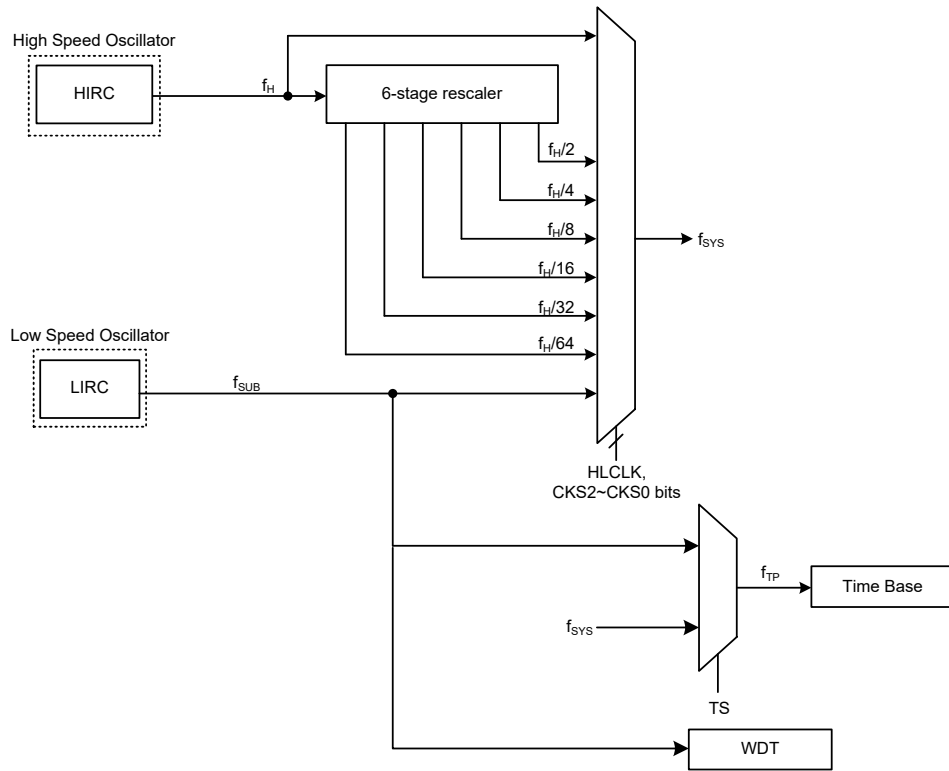 High Speed Oscillator
HIRC
fH
6-stage rescaler
fH/2
fH/4
fH/8
fH/16
fH/32
fH/64
fSYS
Low Speed Oscillator
LIRC
fSUB
HLCLK,
CKS2~CKS0 bits
fTP
Time Base
fSYS
TS
WDT